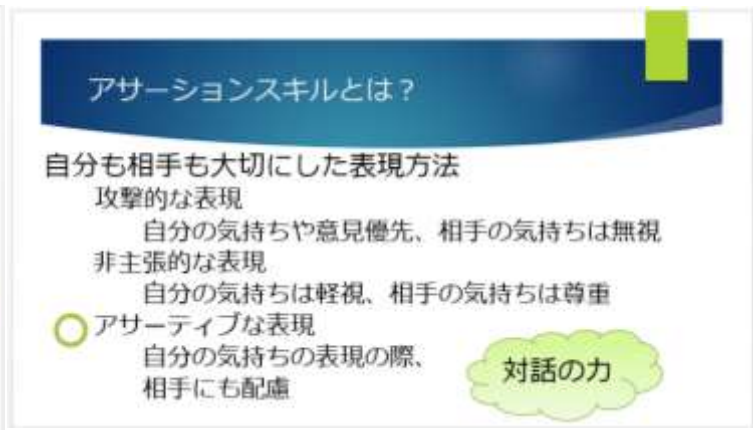 アサーションスキルとは？
自分も相手も大切にした表現方法
攻撃的な表現
自分の気持ちや意見優先、相手の気持ちは無視
非主張的な表現
自分の気持ちは軽視、相手の気持ちは尊重
アサーティブな表現
自分の気持ちの表現の際、
相手にも配慮
対話の力